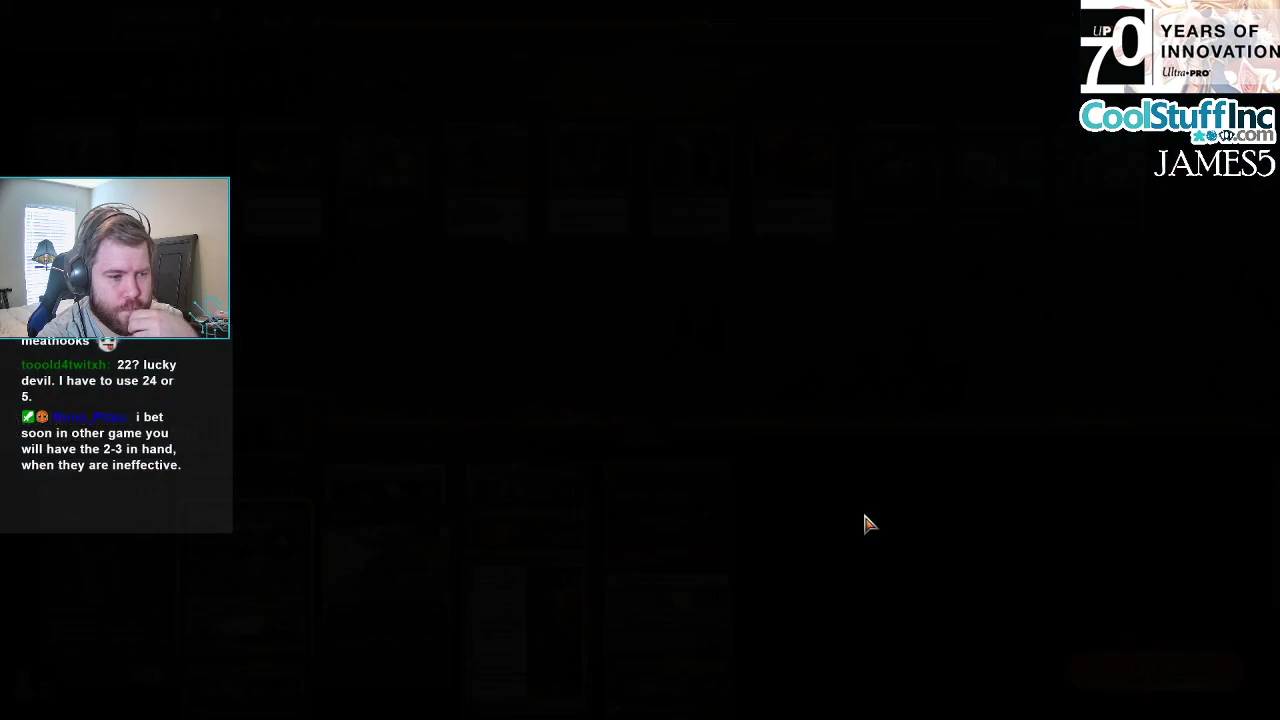 UP
70
YEARS OF
INNOVATION
Ultra•PRO
CoolStuffInc
.com
JAMES5
meathooks
tooold4twitxh: 22? lucky
devil. I have to use 24 or
5.
i bet
soon in other game you
will have the 2-3 in hand,
when they are ineffective.